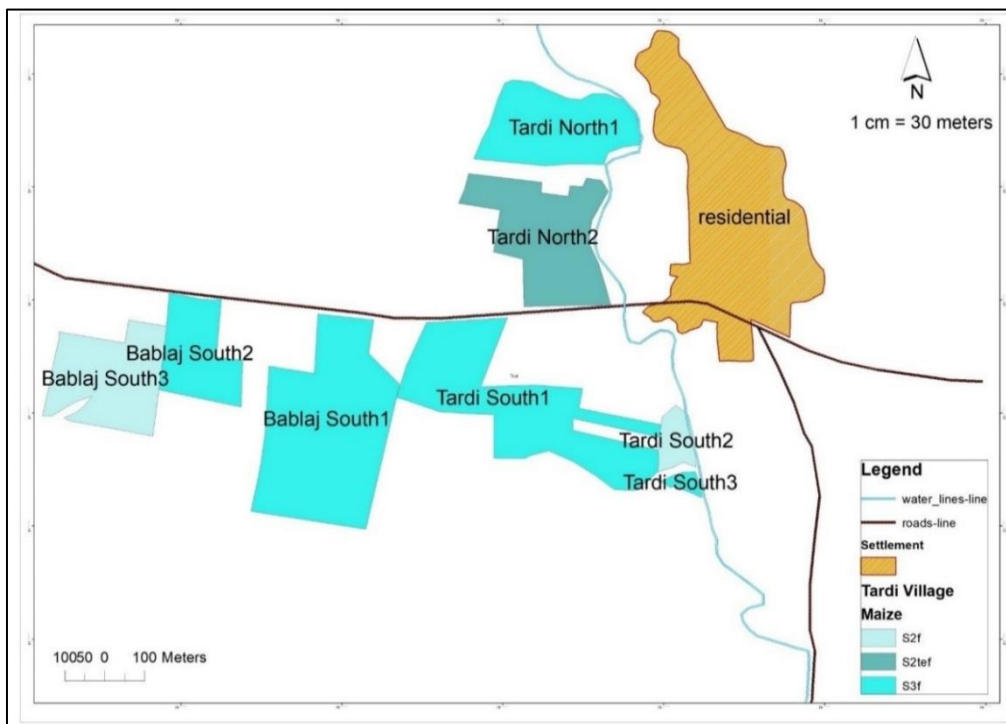 N
1 cm = 30 meters
Tardi North1
residential
Tardi North2
Bablaj South2
Bablaj South3
Bablaj South1
Tardi South1
Tardi South2
Tardi South3
Legend
water_lines-line
roads-line
Settlement
Tardi Village
Maize
S2f
S2tef
S3f
10050 0 100 Meters